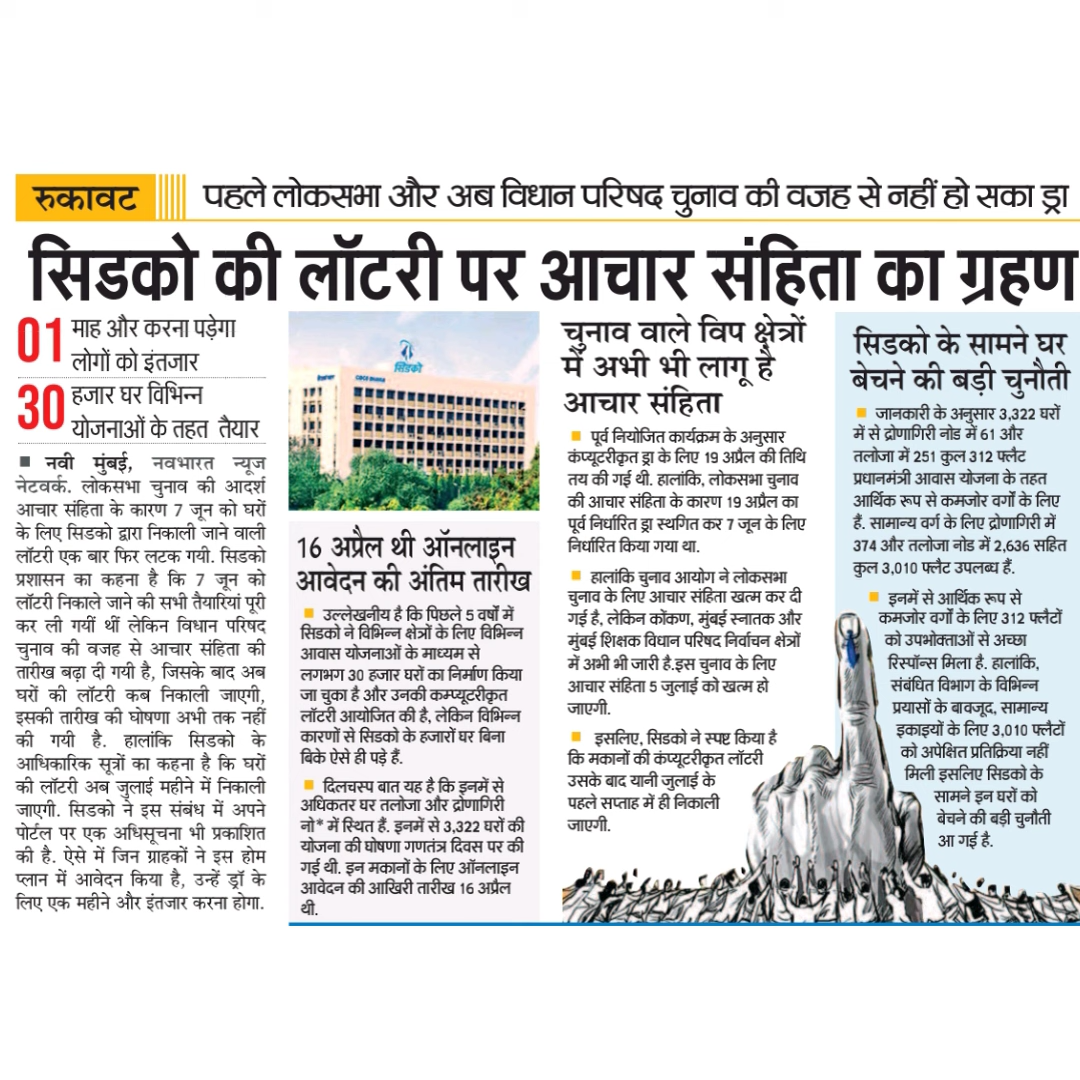 रुकावट
पहले लोकसभा और अब विधान परिषद चुनाव की वजह से नहीं हो सका ड्रा
सिडको की लॉटरी पर आचार संहिता का ग्रहण
01 माह और करना पड़ेगा
लोगों को इंतजार
30 हजार घर विभिन्न
योजनाओं के तहत तैयार
■ नवी मुंबई, नवभारत न्यूज
नेटवर्क. लोकसभा चुनाव की आदर्श
आचार संहिता के कारण 7 जून को घरों
के लिए सिडको द्वारा निकाली जाने वाली
लॉटरी एक बार फिर लटक गयी. सिडको
प्रशासन का कहना है कि 7 जून को
लॉटरी निकाले जाने की सभी तैयारियां पूरी
कर ली गयीं थीं लेकिन विधान परिषद
चुनाव की वजह से आचार संहिता की
तारीख बढ़ा दी गयी है, जिसके बाद अब
घरों की लॉटरी कब निकाली जाएगी,
इसकी तारीख की घोषणा अभी तक नहीं
की गयी है. हालांकि सिडको के
आधिकारिक सूत्रों का कहना है कि घरों
की लॉटरी अब जुलाई महीने में निकाली
जाएगी. सिडको ने इस संबंध में अपने
पोर्टल पर एक अधिसूचना भी प्रकाशित
की है. ऐसे में जिन ग्राहकों ने इस होम
प्लान में आवेदन किया है, उन्हें ड्रॉ के
लिए एक महीने और इंतजार करना होगा.
सिडको
16 अप्रैल थी ऑनलाइन
आवेदन की अंतिम तारीख
■ उल्लेखनीय है कि पिछले 5 वर्षों में
सिडको ने विभिन्न क्षेत्रों के लिए विभिन्न
आवास योजनाओं के माध्यम से
लगभग 30 हजार घरों का निर्माण किया
जा चुका है और उनकी कम्प्यूटरीकृत
लॉटरी आयोजित की है, लेकिन विभिन्न
कारणों से सिडको के हजारों घर बिना
बिके ऐसे ही पड़े हैं.
■ दिलचस्प बात यह है कि इनमें से
अधिकतर घर तलोजा और द्रोणागिरी
नो* में स्थित हैं. इनमें से 3,322 घरों की
योजना की घोषणा गणतंत्र दिवस पर की
गई थी. इन मकानों के लिए ऑनलाइन
आवेदन की आखिरी तारीख 16 अप्रैल
थी.
चुनाव वाले विप क्षेत्रों
में अभी भी लागू है
आचार संहिता
■ पूर्व नियोजित कार्यक्रम के अनुसार
कंप्यूटरीकृत ड्रा के लिए 19 अप्रैल की तिथि
तय की गई थी. हालांकि, लोकसभा चुनाव
की आचार संहिता के कारण 19 अप्रैल का
पूर्व निर्धारित ड्रा स्थगित कर 7 जून के लिए
निर्धारित किया गया था.
■ हालांकि चुनाव आयोग ने लोकसभा
चुनाव के लिए आचार संहिता खत्म कर दी
गई है, लेकिन कोंकण, मुंबई स्नातक और
मुंबई शिक्षक विधान परिषद निर्वाचन क्षेत्रों
में अभी भी जारी है.इस चुनाव के लिए
आचार संहिता 5 जुलाई को खत्म हो
जाएगी.
■ इसलिए, सिडको ने स्पष्ट किया है
कि मकानों की कंप्यूटरीकृत लॉटरी
उसके बाद यानी जुलाई के
पहले सप्ताह में ही निकाली
जाएगी.
सिडको के सामने घर
बेचने की बड़ी चुनौती
■ जानकारी के अनुसार 3,322 घरों
में से द्रोणागिरी नोड में 61 और
तलोजा में 251 कुल 312 फ्लैट
प्रधानमंत्री आवास योजना के तहत
आर्थिक रूप से कमजोर वर्गों के लिए
हैं. सामान्य वर्ग के लिए द्रोणागिरी में
374 और तलोजा नोड में 2,636 सहित
कुल 3,010 फ्लैट उपलब्ध हैं.
■ इनमें से आर्थिक रूप से
कमजोर वर्गों के लिए 312 फ्लैटों
को उपभोक्ताओं से अच्छा
रिस्पॉन्स मिला है. हालांकि,
संबंधित विभाग के विभिन्न
प्रयासों के बावजूद, सामान्य
इकाइयों के लिए 3,010 फ्लैटों
को अपेक्षित प्रतिक्रिया नहीं
मिली इसलिए सिडको के
सामने इन घरों को
बेचने की बड़ी चुनौती
आ गई है.